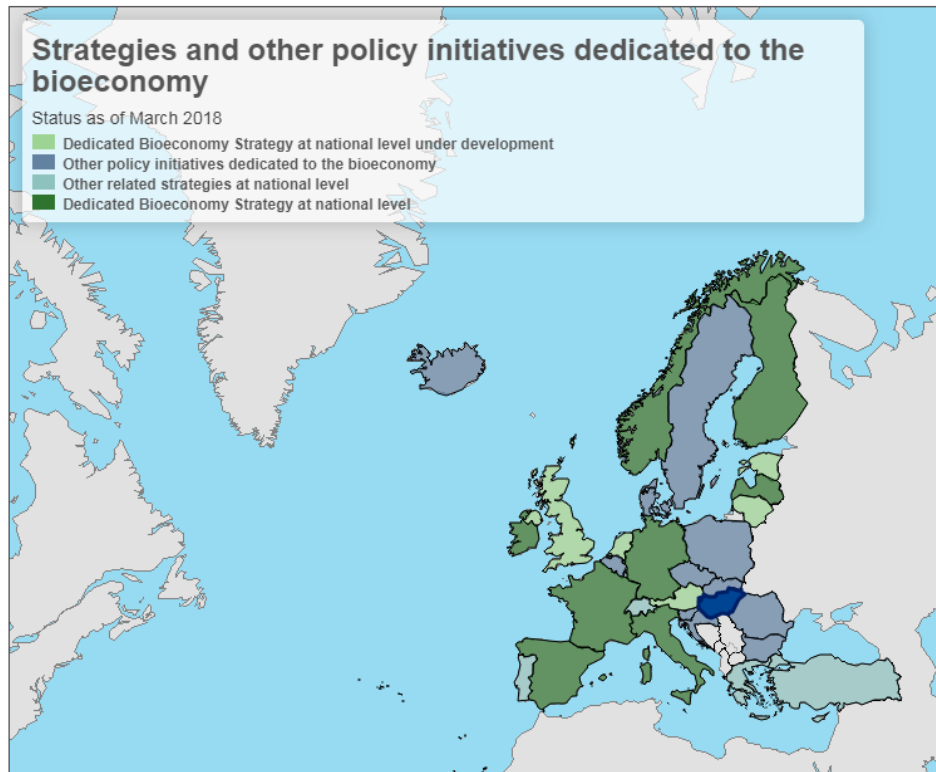 Strategies and other policy initiatives dedicated to the
bioeconomy
Status as of March 2018
Dedicated Bioeconomy Strategy at national level under development
Other policy initiatives dedicated to the bioeconomy
Other related strategies at national level
Dedicated Bioeconomy Strategy at national level